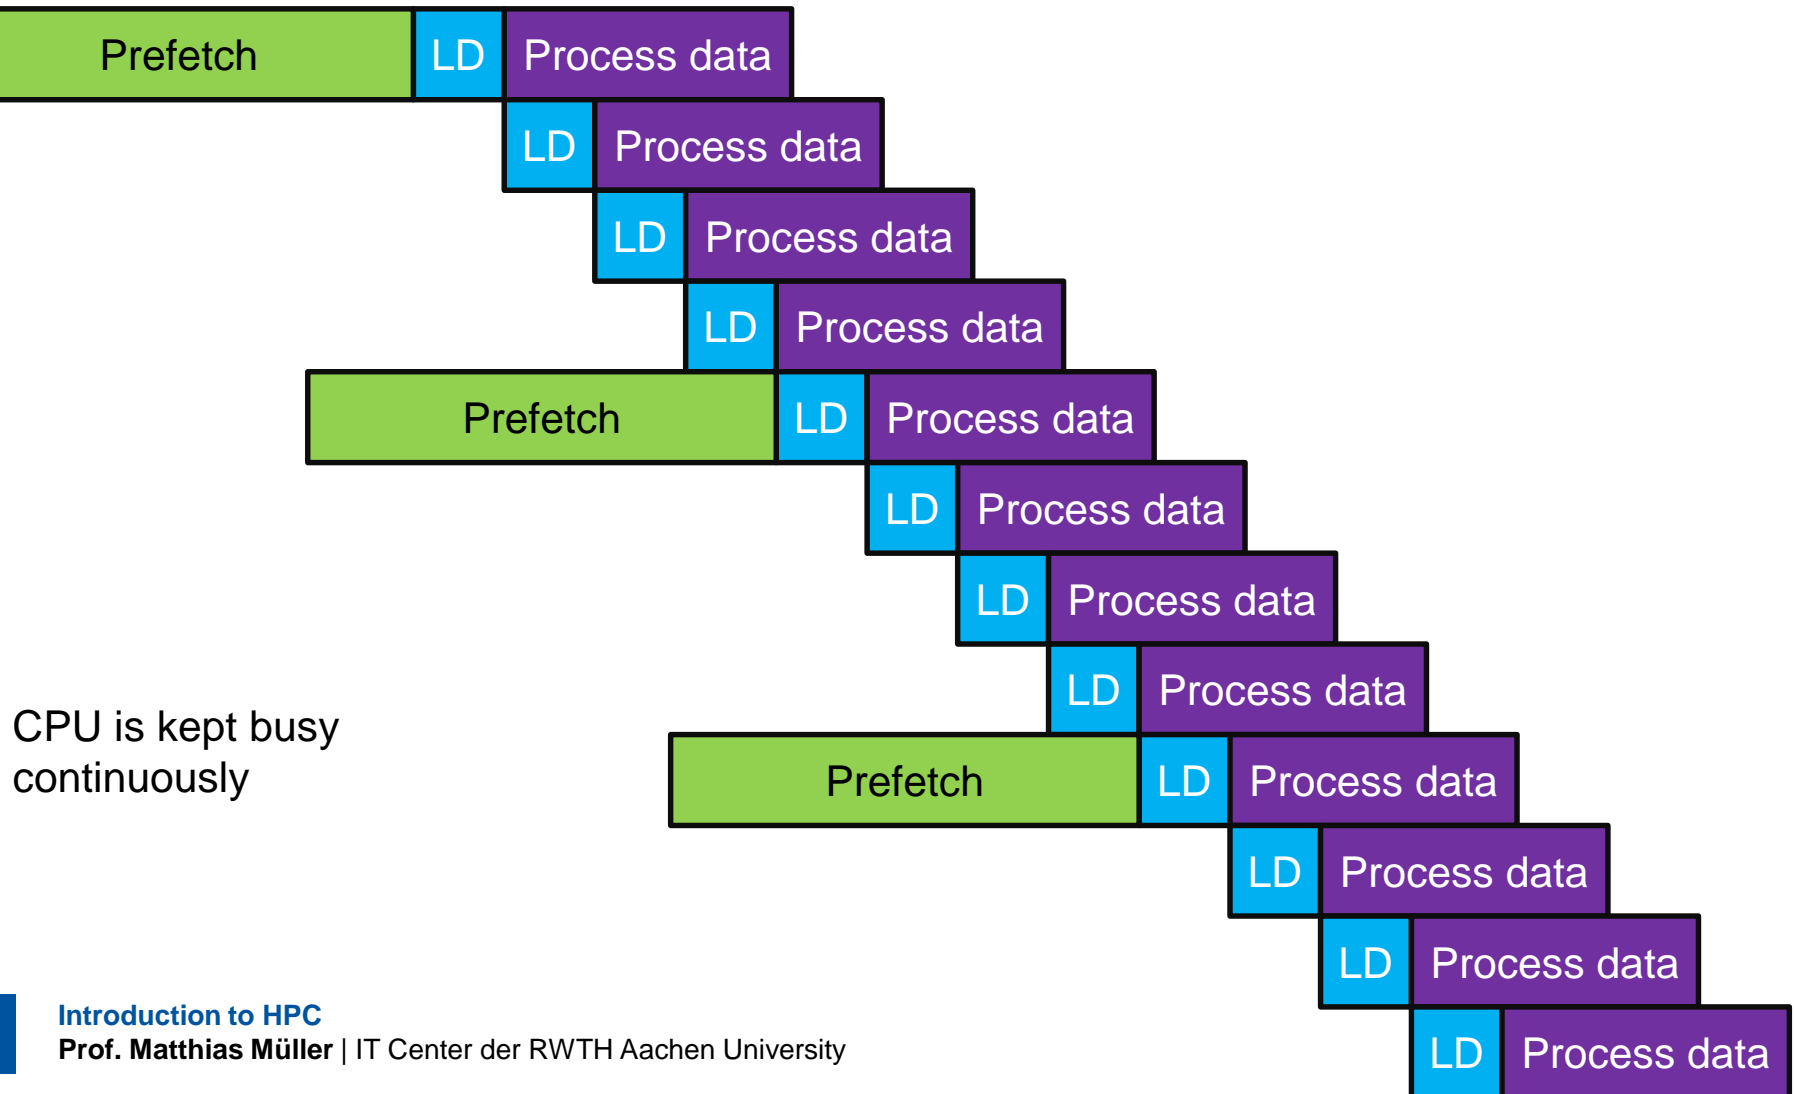 Prefetch LD Process data
LD Process data
LD Process data
LD Process data
Prefetch LD Process data
LD Process data
LD Process data
LD Process data
CPU is kept busy
continuously
Prefetch LD Process data
LD Process data
LD Process data
LD Process data
Introduction to HPC
Prof. Matthias Müller | IT Center der RWTH Aachen University